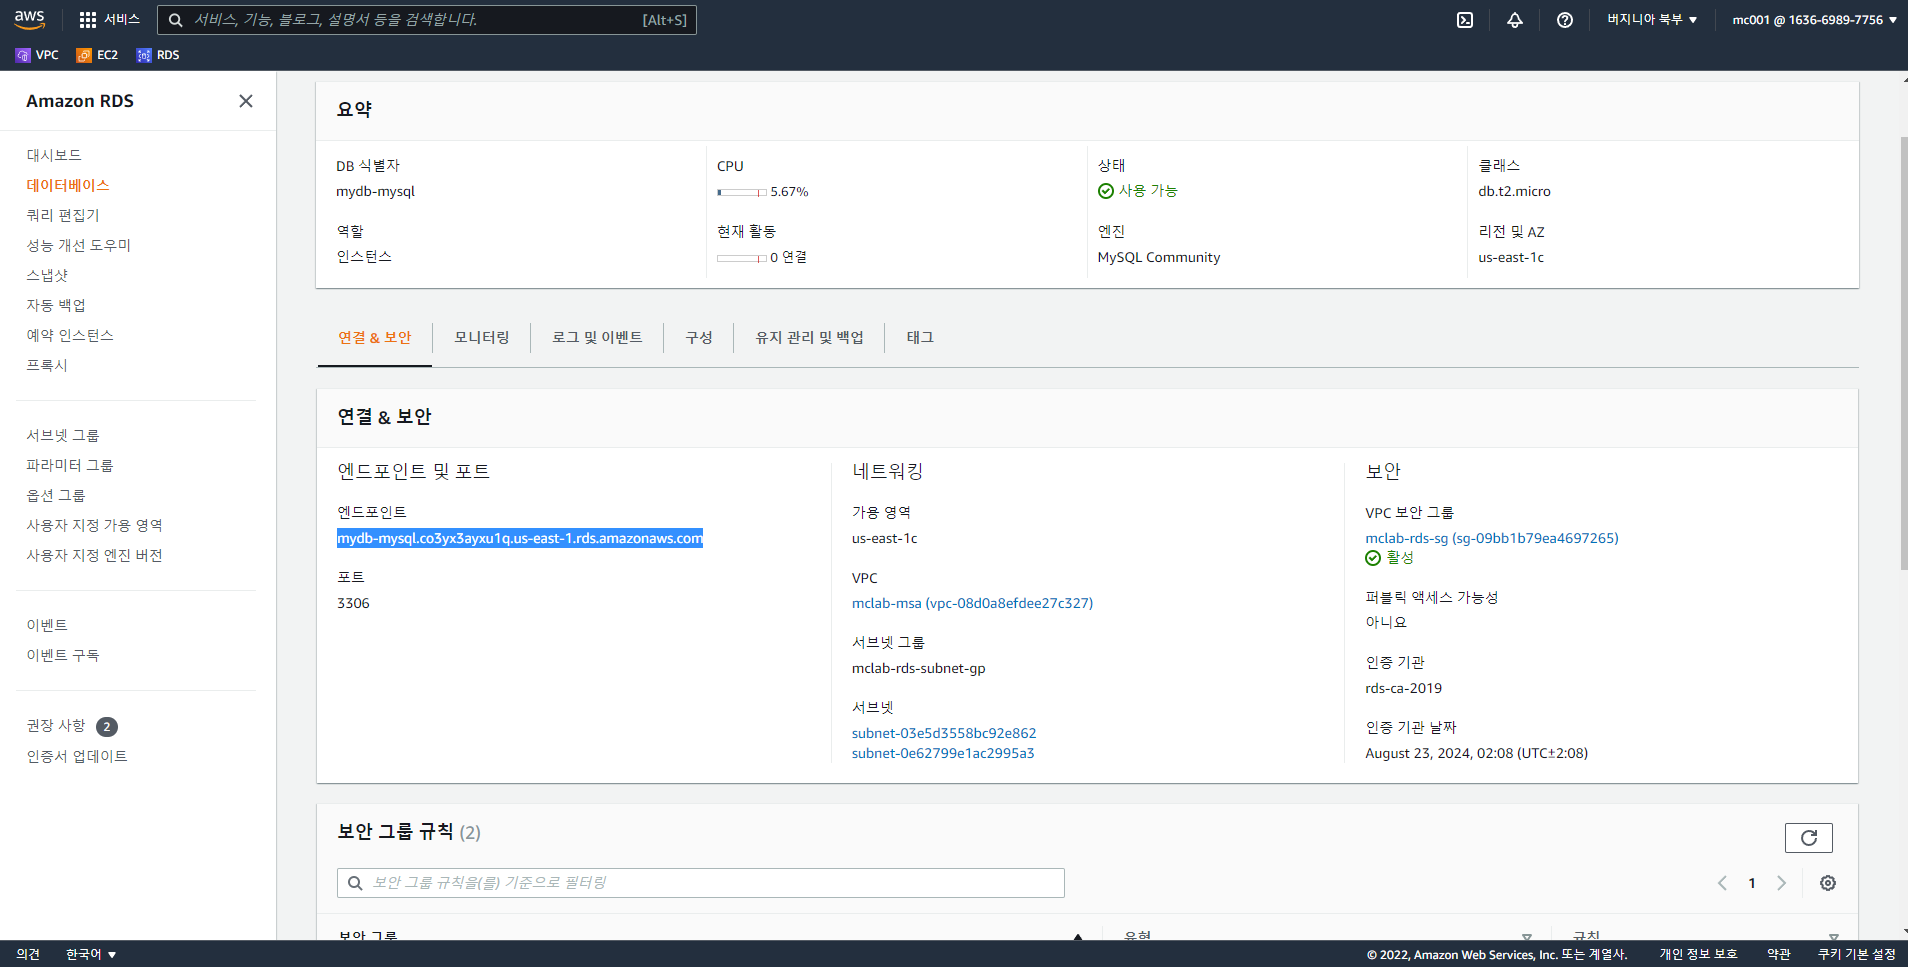 aws
서비스
서비스, 기능, 블로그, 설명서 등을 검색합니다.
[Alt+S]
버지니아 북부 ▼
mc001 @ 1636-6989-7756 ▼
VPC
EC2
RDS
Amazon RDS
대시보드
데이터베이스
쿼리 편집기
성능 개선 도우미
스냅샷
자동 백업
예약 인스턴스
프록시
서브넷 그룹
파라미터 그룹
옵션 그룹
사용자 지정 가용 영역
사용자 지정 엔진 버전
이벤트
이벤트 구독
권장 사항 2
인증서 업데이트
요약
DB 식별자
mydb-mysql
역할
인스턴스
CPU
5.67%
현재 활동
0 연결
상태
사용 가능
엔진
MySQL Community
클래스
db.t2.micro
리전 및 AZ
us-east-1c
연결 & 보안
모니터링
로그 및 이벤트
구성
유지 관리 및 백업
태그
연결 & 보안
엔드포인트 및 포트
엔드포인트
mydb-mysql.co3yx3ayxu1q.us-east-1.rds.amazonaws.com
포트
3306
네트워킹
가용 영역
us-east-1c
VPC
mclab-msa (vpc-08d0a8efdee27c327)
서브넷 그룹
mclab-rds-subnet-gp
서브넷
subnet-03e5d3558bc92e862
subnet-0e62799e1ac2995a3
보안
VPC 보안 그룹
mclab-rds-sg (sg-09bb1b79ea4697265)
활성
퍼블릭 액세스 가능성
아니요
인증 기관
rds-ca-2019
인증 기관 날짜
August 23, 2024, 02:08 (UTC±2:08)
보안 그룹 규칙 (2)
보안 그룹 규칙을(를) 기준으로 필터링
1
보안 그룹
유형
규칙
의견
한국어 ▼
© 2022, Amazon Web Services, Inc. 또는 계열사.
개인 정보 보호
약관
쿠키 기본 설정